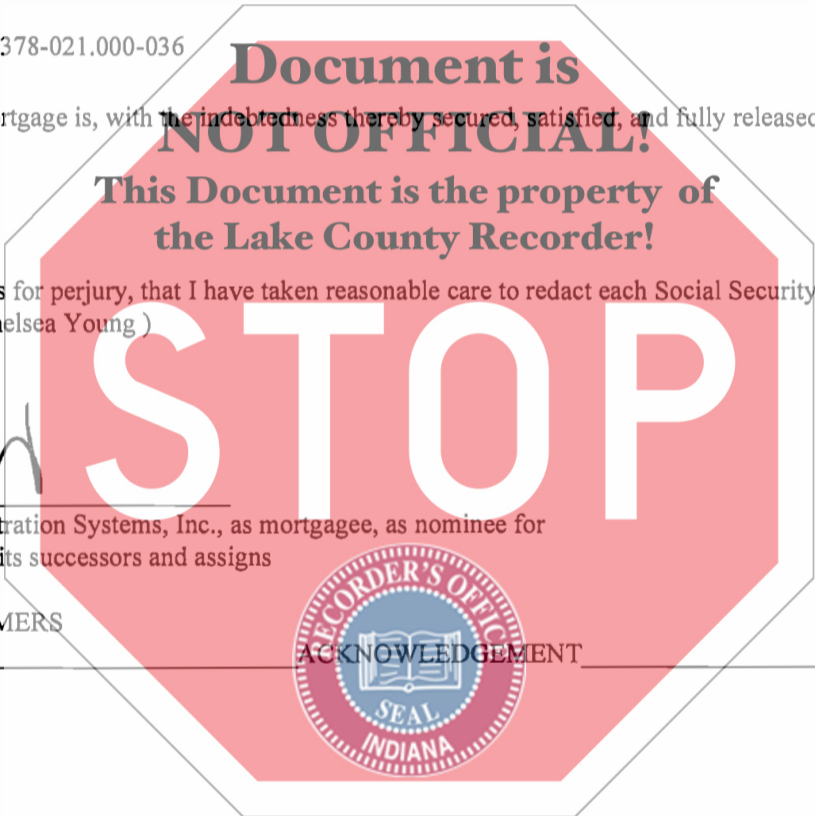 378-021.000-036
Document is
rtgage is, with the indebtedness thereby secured, satisfied, and fully released
NOT OFFICIAL!
This Document is the property of
the Lake County Recorder!
s for perjury, that I have taken reasonable care to redact each Social Security
elsea Young )
STOP
tration Systems, Inc., as mortgagee, as nominee for
its successors and assigns
RECORDER'S OFFICE
MERS
ACKNOWLEDGEMENT
SEAL
INDIANA